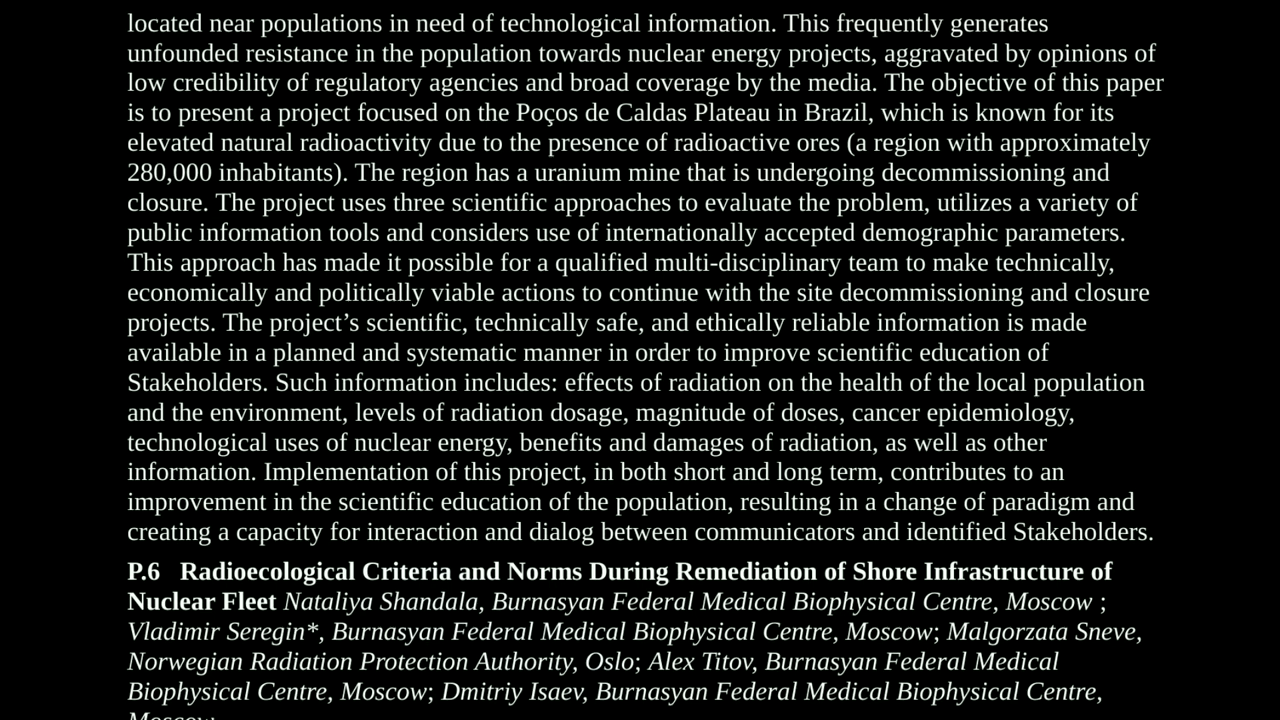 located near populations in need of technological information. This frequently generates
unfounded resistance in the population towards nuclear energy projects, aggravated by opinions of
low credibility of regulatory agencies and broad coverage by the media. The objective of this paper
is to present a project focused on the Poços de Caldas Plateau in Brazil, which is known for its
elevated natural radioactivity due to the presence of radioactive ores (a region with approximately
280,000 inhabitants). The region has a uranium mine that is undergoing decommissioning and
closure. The project uses three scientific approaches to evaluate the problem, utilizes a variety of
public information tools and considers use of internationally accepted demographic parameters.
This approach has made it possible for a qualified multi-disciplinary team to make technically,
economically and politically viable actions to continue with the site decommissioning and closure
projects. The project’s scientific, technically safe, and ethically reliable information is made
available in a planned and systematic manner in order to improve scientific education of
Stakeholders. Such information includes: effects of radiation on the health of the local population
and the environment, levels of radiation dosage, magnitude of doses, cancer epidemiology,
technological uses of nuclear energy, benefits and damages of radiation, as well as other
information. Implementation of this project, in both short and long term, contributes to an
improvement in the scientific education of the population, resulting in a change of paradigm and
creating a capacity for interaction and dialog between communicators and identified Stakeholders.
P.6 Radioecological Criteria and Norms During Remediation of Shore Infrastructure of
Nuclear Fleet Nataliya Shandala, Burnasyan Federal Medical Biophysical Centre, Moscow ;
Vladimir Seregin*, Burnasyan Federal Medical Biophysical Centre, Moscow; Malgorzata Sneve,
Norwegian Radiation Protection Authority, Oslo; Alex Titov, Burnasyan Federal Medical
Biophysical Centre, Moscow; Dmitriy Isaev, Burnasyan Federal Medical Biophysical Centre,